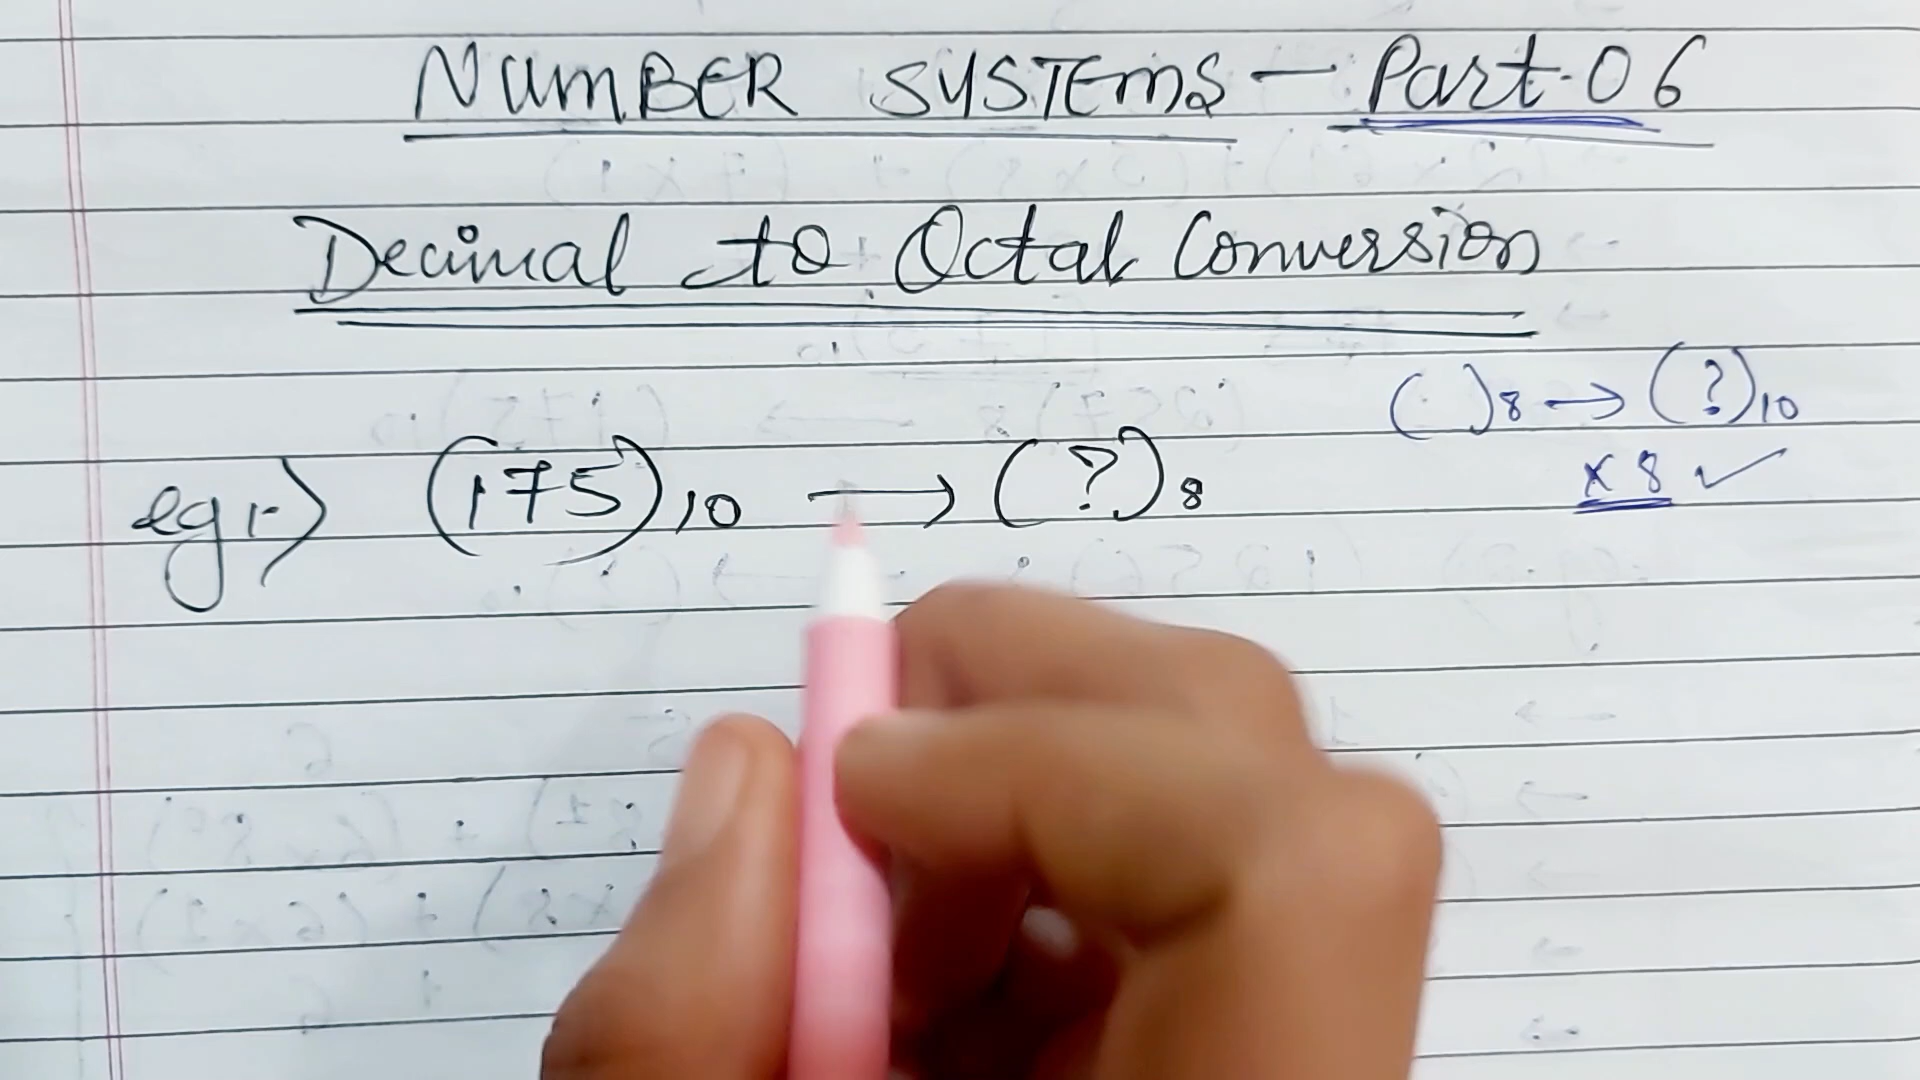 NUMBER SYSTEMS - Part-06
Decimal to Octal Conversion
( )8 → (?)10
eg1-) (175)10 → (?)8
x 8 ✓